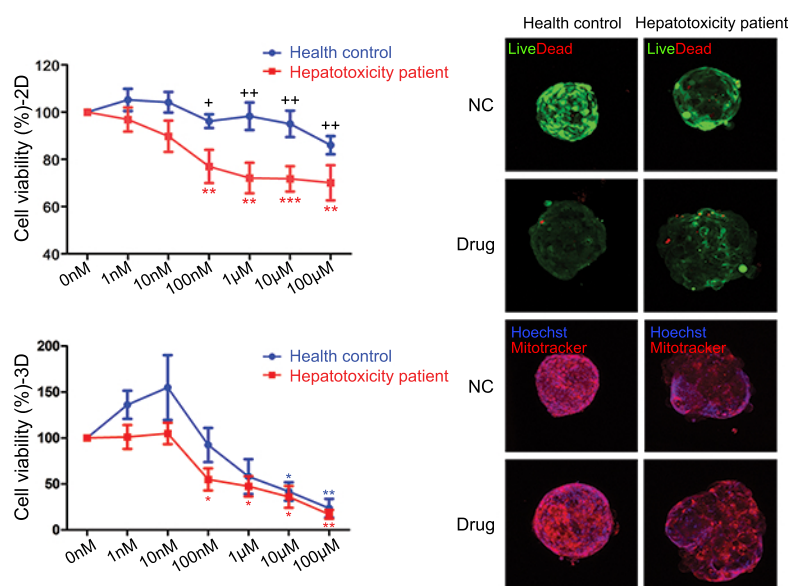 Health control
Hepatotoxicity patient
Cell viability (%)-2D
120
100
80
60
40
Health control
Hepatotoxicity patient
+
++
++
++
**
**
***
**
0nM
1nM
10nM
100nM
1µM
10µM
100µM
Cell viability (%)-3D
200
150
100
50
0
Health control
Hepatotoxicity patient
*
**
*
*
*
**
0nM
1nM
10nM
100nM
1µM
10µM
100µM
NC
LiveDead
LiveDead
Drug
NC
Hoechst
Mitotracker
Hoechst
Mitotracker
Drug